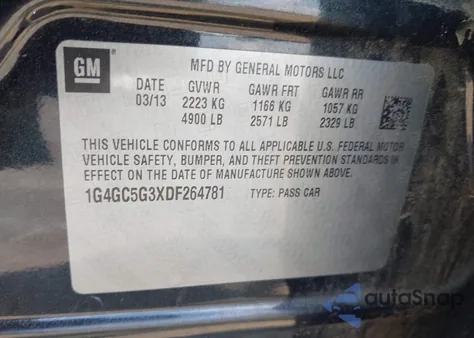 GM
MFD BY GENERAL MOTORS LLC
DATE GVWR GAWR FRT GAWR RR
03/13 2223 KG 1166 KG 1057 KG
4900 LB 2571 LB 2329 LB
THIS VEHICLE CONFORMS TO ALL APPLICABLE U.S. FEDERAL MOTOR
VEHICLE SAFETY, BUMPER, AND THEFT PREVENTION STANDARDS IN
EFFECT ON THE DATE OF MANUFACTURE SHOWN ABOVE.
1G4GC5G3XDF264781 TYPE: PASS CAR
autoSnap